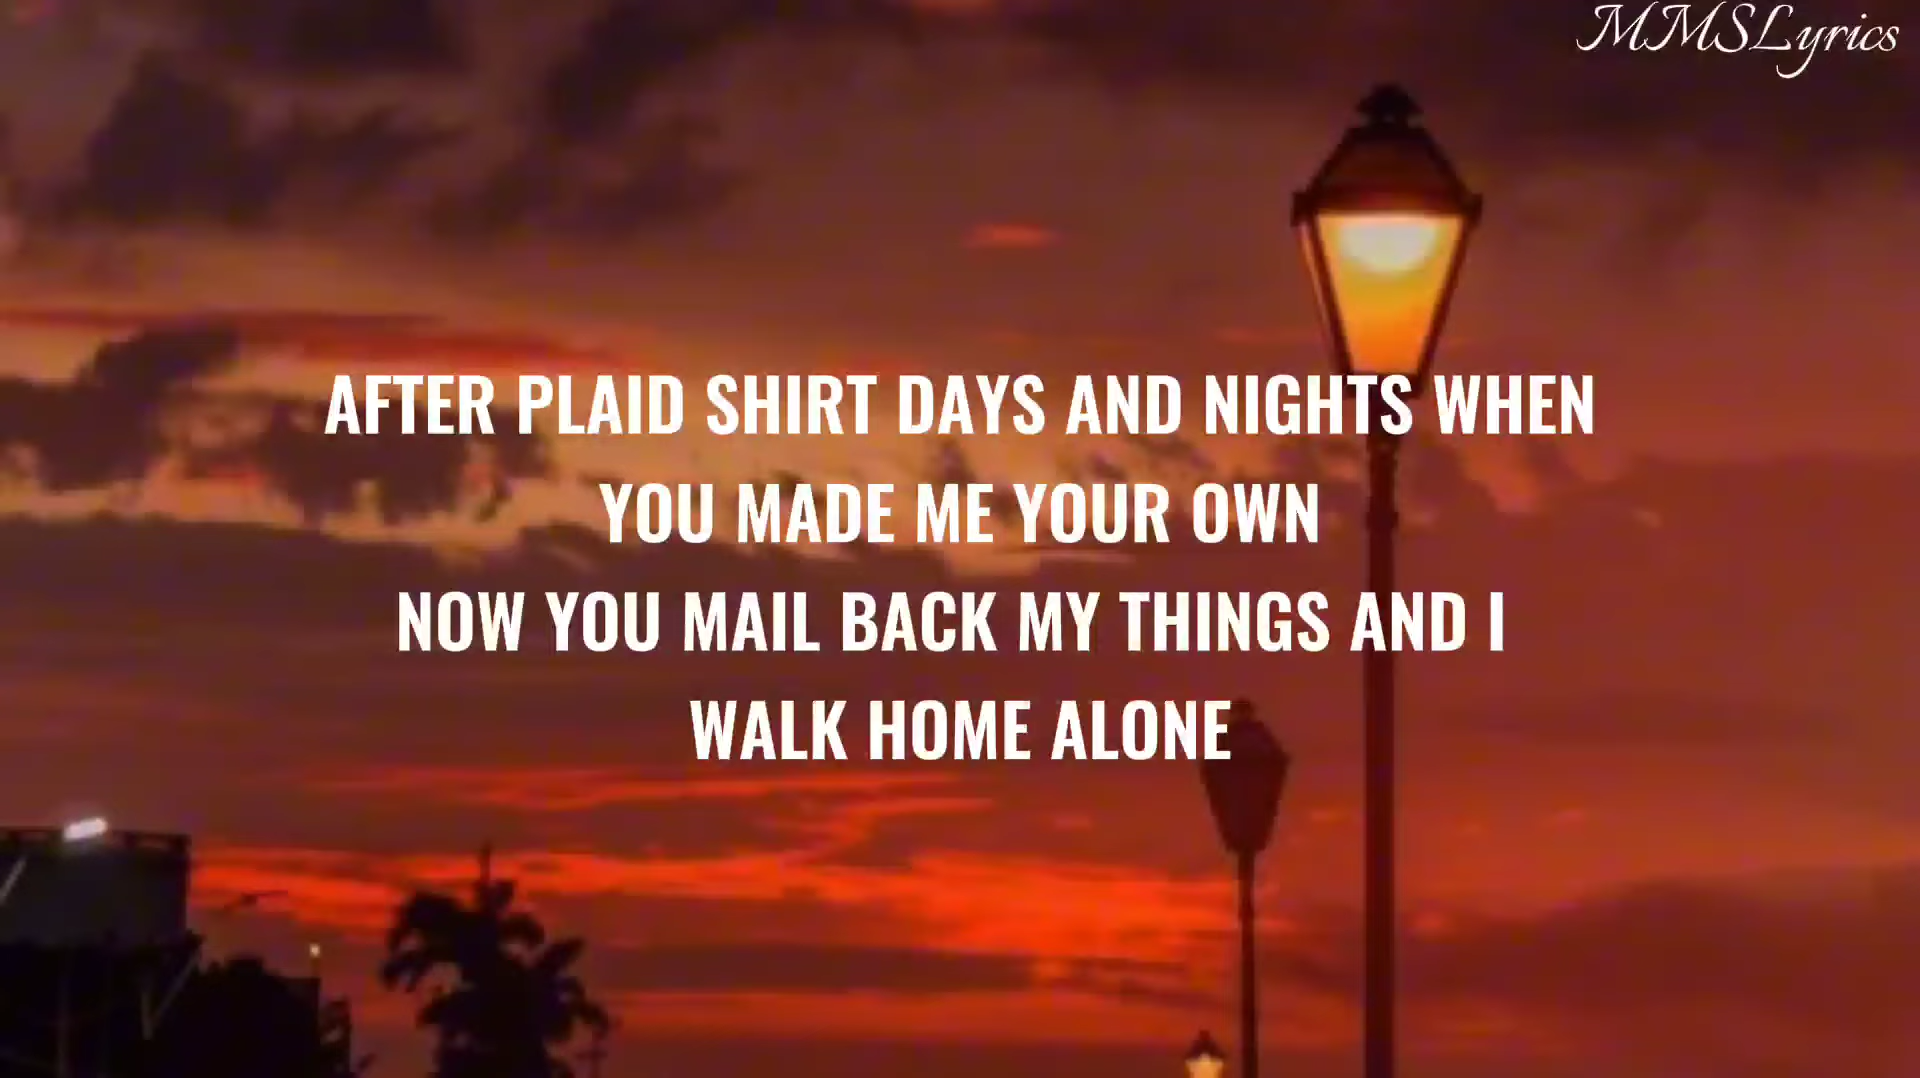 MMSLyrics
AFTER PLAID SHIRT DAYS AND NIGHTS WHEN
YOU MADE ME YOUR OWN
NOW YOU MAIL BACK MY THINGS AND I
WALK HOME ALONE